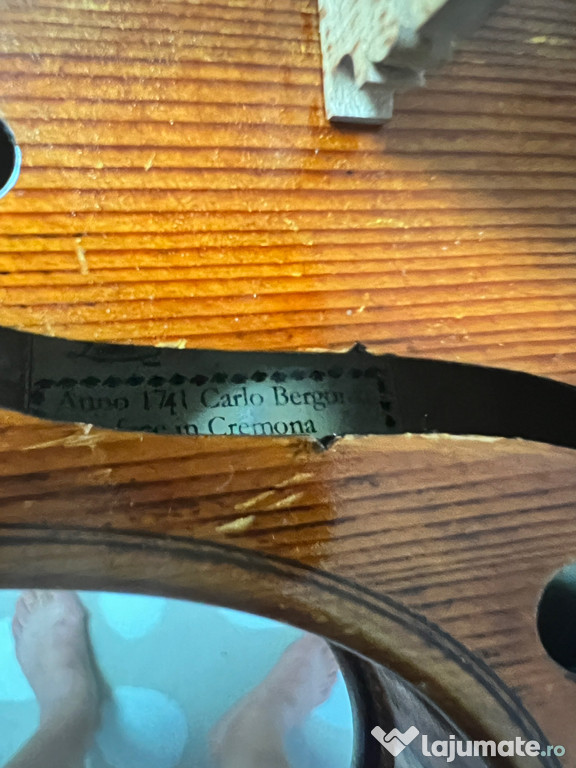 Anno 1741 Carlo Bergon
fece in Cremona
lajumate.ro